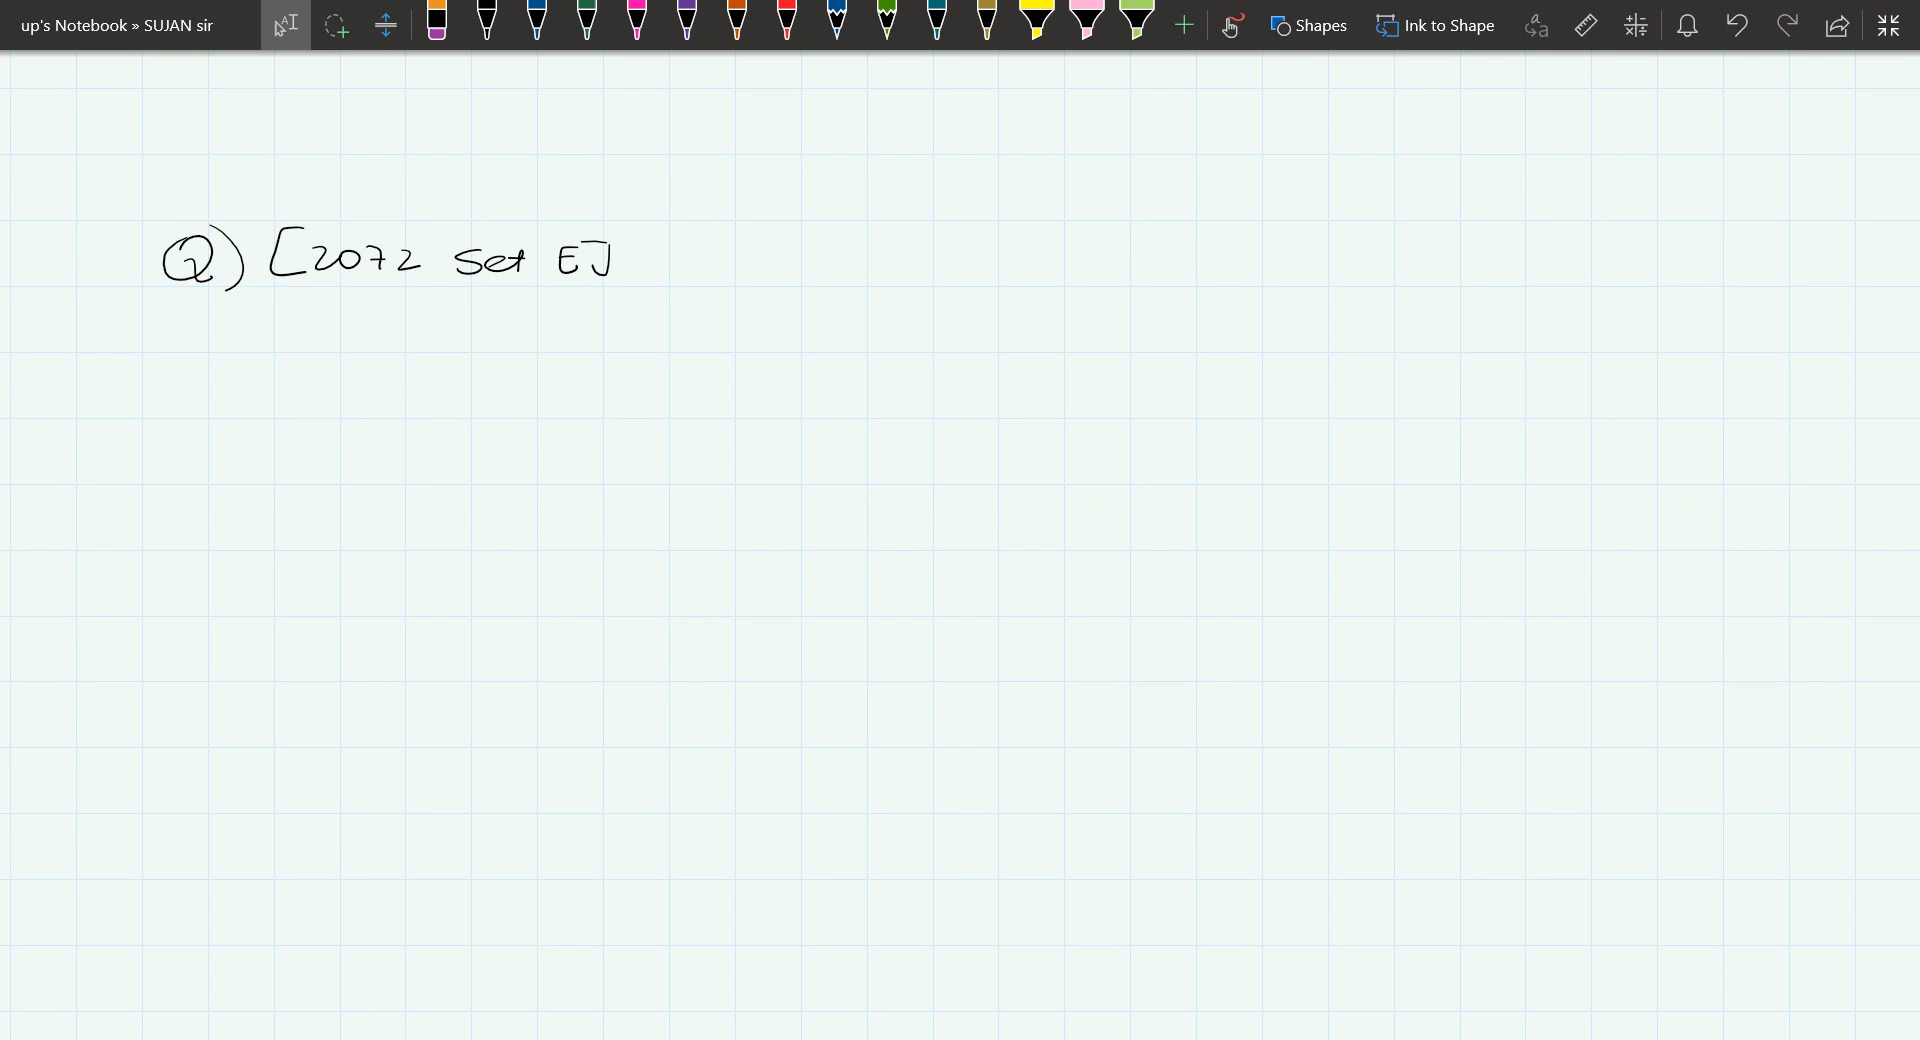 up's Notebook » SUJAN sir Shapes Ink to Shape
Q) [2072 set E]